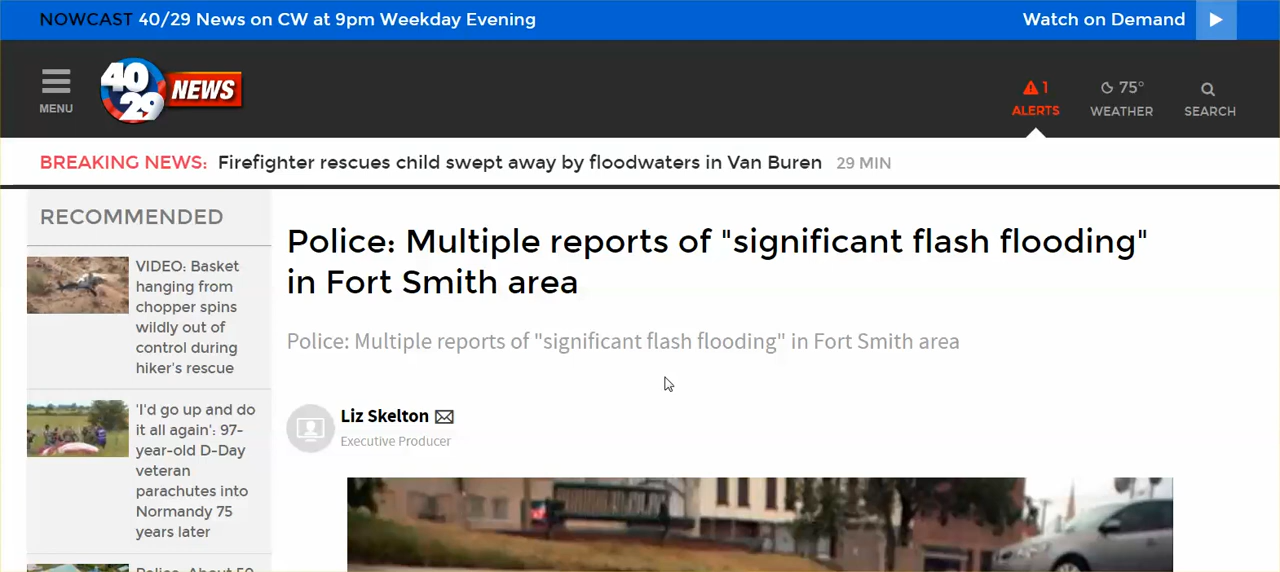 NOWCAST 40/29 News on CW at 9pm Weekday Evening
Watch on Demand
MENU
40
29
NEWS
1
ALERTS
75°
WEATHER
SEARCH
BREAKING NEWS: Firefighter rescues child swept away by floodwaters in Van Buren 29 MIN
RECOMMENDED
VIDEO: Basket
hanging from
chopper spins
wildly out of
control during
hiker's rescue
'I'd go up and do
it all again': 97-
year-old D-Day
veteran
parachutes into
Normandy 75
years later
Police: About 50
Police: Multiple reports of "significant flash flooding"
in Fort Smith area
Police: Multiple reports of "significant flash flooding" in Fort Smith area
Liz Skelton
Executive Producer